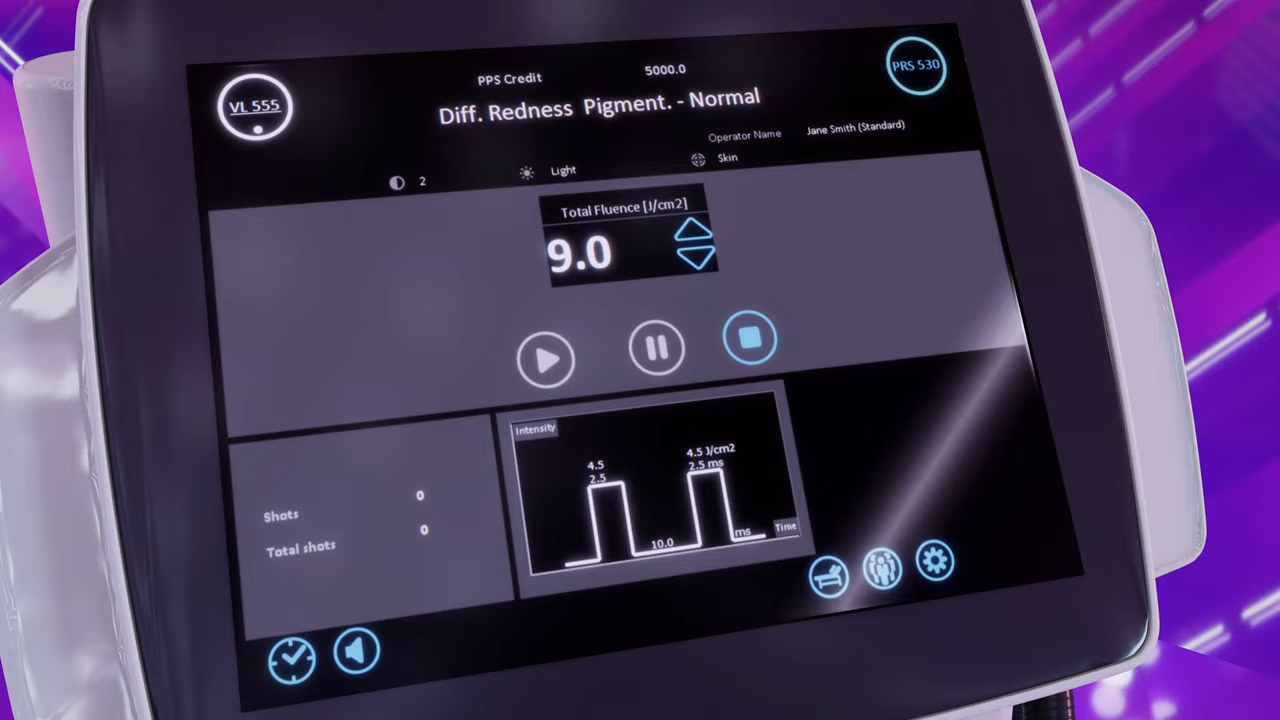 PPS Credit 5000.0
PRS 530
VL 555
Diff. Redness Pigment. - Normal
Operator Name Jane Smith (Standard)
2 Light Skin
Total Fluence [J/cm2]
9.0
Intensity
4.5 4.5 J/cm2
2.5 2.5 ms
10.0 ms Time
Shots 0
Total shots 0